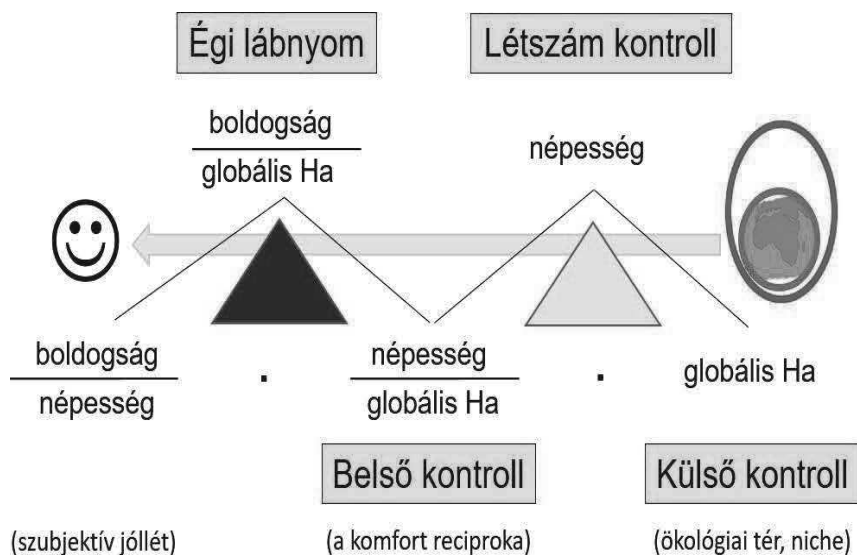 Égi lábnyom
Létszám kontroll
boldogság
globális Ha
népesség
boldogság
népesség
.
népesség
globális Ha
.
globális Ha
Belső kontroll
Külső kontroll
(szubjektív jóllét)
(a komfort reciproka)
(ökológiai tér, niche)